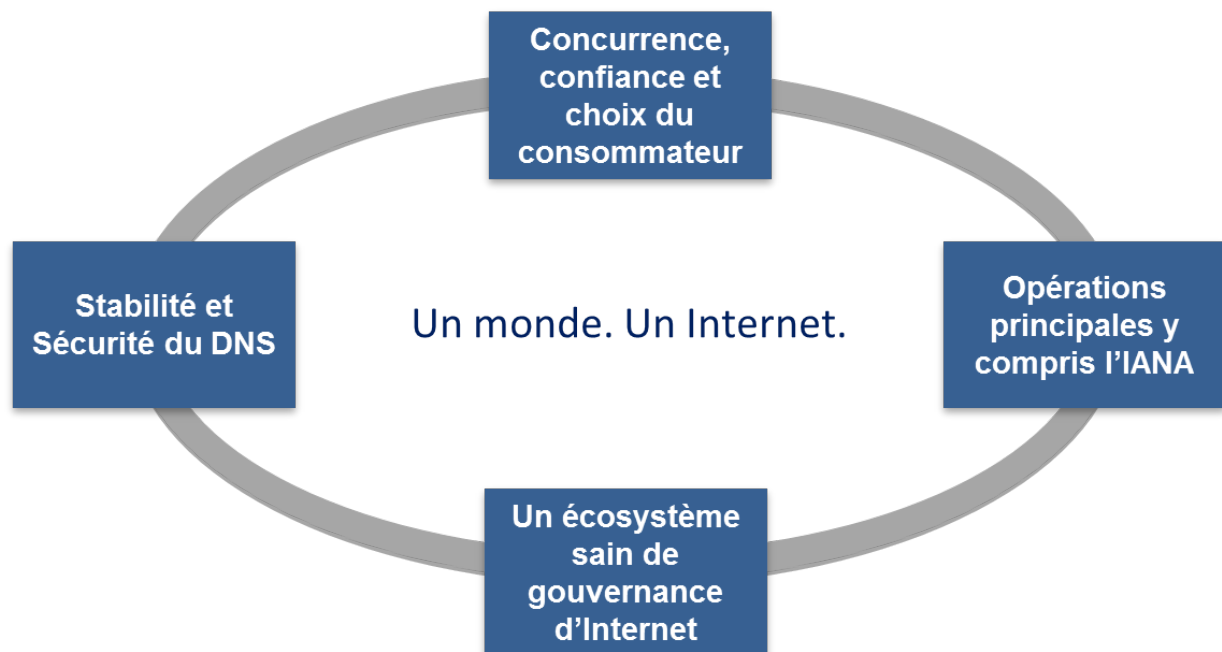 Concurrence,
confiance et
choix du
consommateur
Stabilité et
Sécurité du DNS
Un monde. Un Internet.
Opérations
principales y
compris l’IANA
Un écosystème
sain de
gouvernance
d’Internet